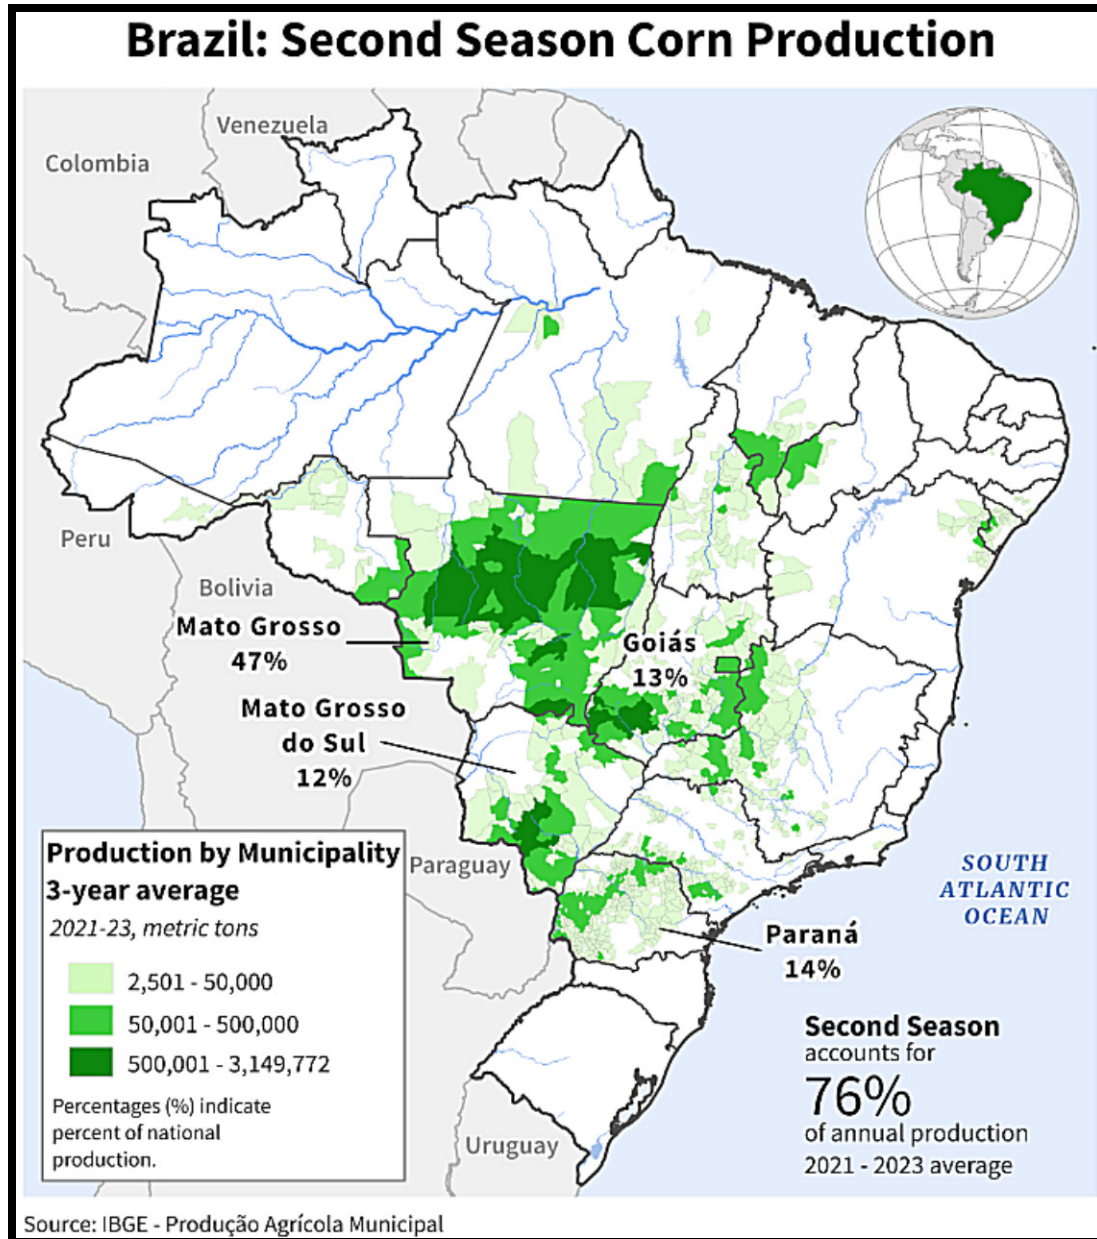 Brazil: Second Season Corn Production
Venezuela
Colombia
Peru
Bolivia
Mato Grosso
47%
Goiás
13%
Mato Grosso
do Sul
12%
Paraguay
Paraná
14%
SOUTH
ATLANTIC
OCEAN
Uruguay
Production by Municipality
3-year average
2021-23, metric tons
2,501 - 50,000
50,001 - 500,000
500,001 - 3,149,772
Percentages (%) indicate
percent of national
production.
Second Season
accounts for
76%
of annual production
2021 - 2023 average
Source: IBGE - Produção Agrícola Municipal